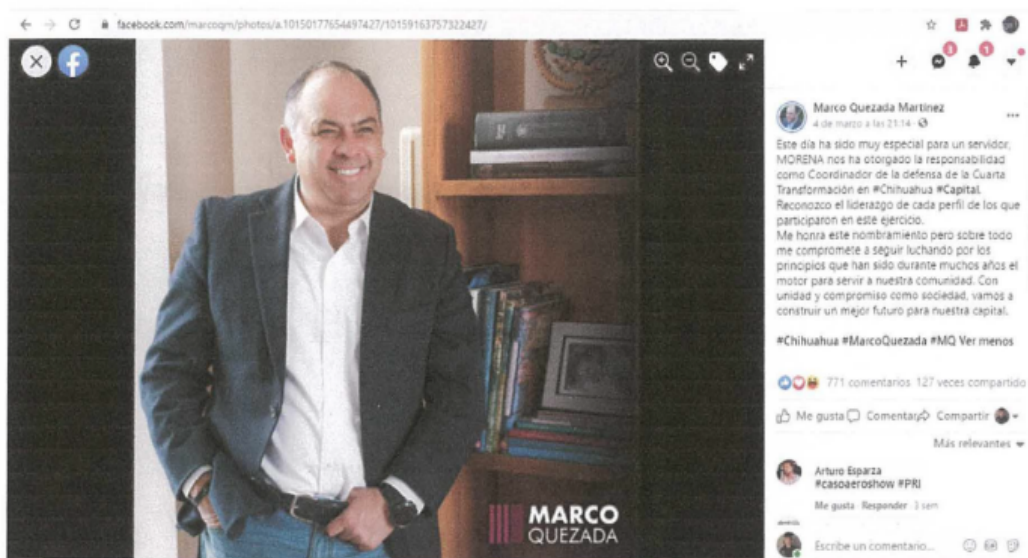 facebook.com/marcoqm/photos/a.10150177654497427/10159163757322427/
Marco Quezada Martinez
4 de marzo a las 21:14
Este día ha sido muy especial para un servidor,
MORENA nos ha otorgado la responsabilidad
como Coordinador de la defensa de la Cuarta
Transformación en #Chihuahua #Capital.
Reconozco el liderazgo de cada perfil de los que
participaron en este ejercicio.
Me honra este nombramiento pero sobre todo
me compromete a seguir luchando por los
principios que han sido durante muchos años el
motor para servir a nuestra comunidad. Con
unidad y compromiso como sociedad, vamos a
construir un mejor futuro para nuestra capital.
#Chihuahua #MarcoQuezada #MQ Ver menos
771 comentarios 127 veces compartido
Me gusta Comentar Compartir
Más relevantes
Arturo Esparza
#casoaeroshow #PRI
Me gusta Responder 3 sem
Escribe un comentario...
MARCO
QUEZADA